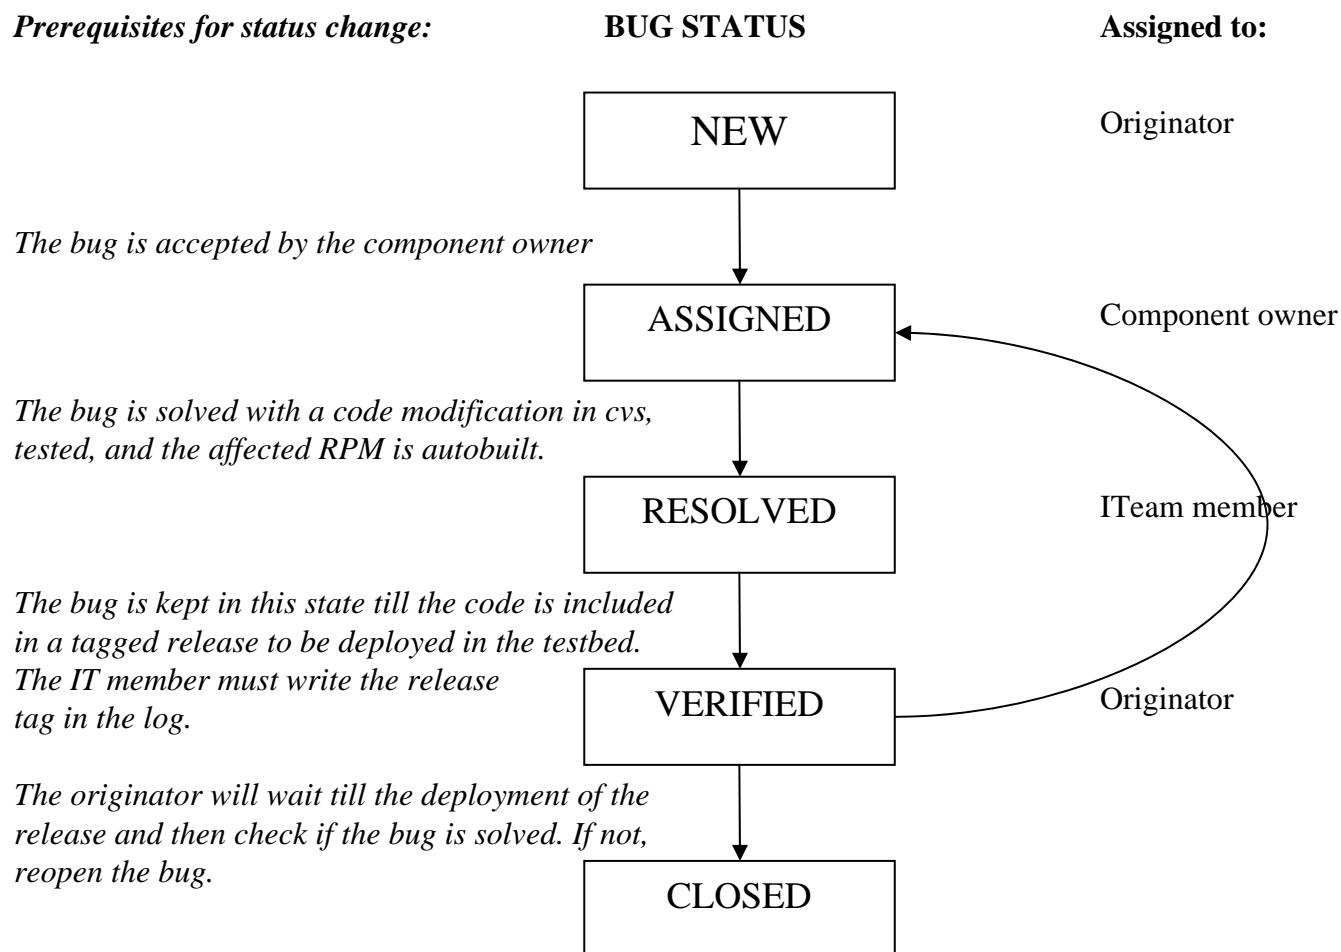 Prerequisites for status change: BUG STATUS Assigned to:
NEW Originator
The bug is accepted by the component owner
ASSIGNED Component owner
The bug is solved with a code modification in cvs,
tested, and the affected RPM is autobuilt.
RESOLVED ITeam member
The bug is kept in this state till the code is included
in a tagged release to be deployed in the testbed.
The IT member must write the release
tag in the log.
VERIFIED Originator
The originator will wait till the deployment of the
release and then check if the bug is solved. If not,
reopen the bug.
CLOSED